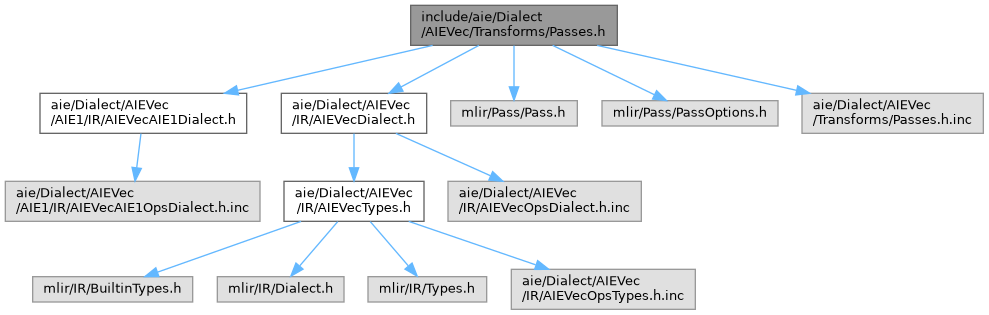 include/aie/Dialect
/AIEVec/Transforms/Passes.h
aie/Dialect/AIEVec
/AIE1/IR/AIEVecAIE1Dialect.h
aie/Dialect/AIEVec
/IR/AIEVecDialect.h
mlir/Pass/Pass.h
mlir/Pass/PassOptions.h
aie/Dialect/AIEVec
/Transforms/Passes.h.inc
aie/Dialect/AIEVec
/AIE1/IR/AIEVecAIE1OpsDialect.h.inc
aie/Dialect/AIEVec
/IR/AIEVecTypes.h
aie/Dialect/AIEVec
/IR/AIEVecOpsDialect.h.inc
mlir/IR/BuiltinTypes.h
mlir/IR/Dialect.h
mlir/IR/Types.h
aie/Dialect/AIEVec
/IR/AIEVecOpsTypes.h.inc